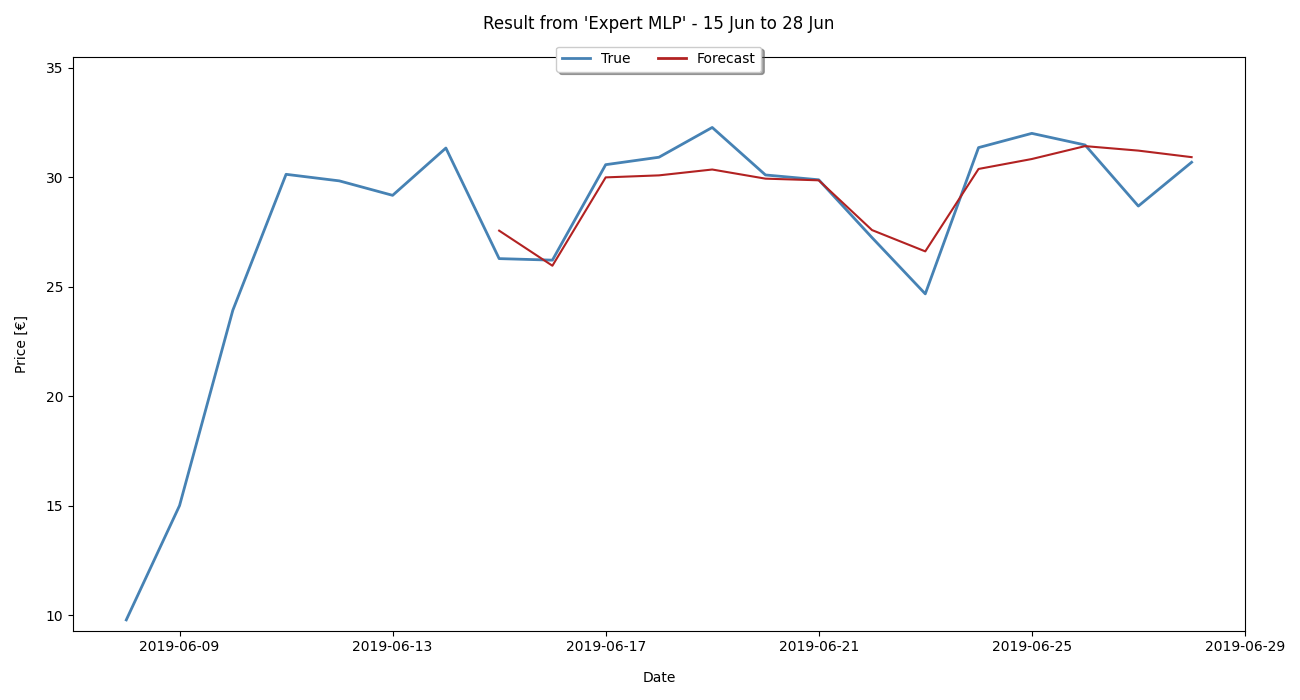 Result from 'Expert MLP' - 15 Jun to 28 Jun
True Forecast
35
30
25
20
15
10
Price [€]
2019-06-09 2019-06-13 2019-06-17 2019-06-21 2019-06-25 2019-06-29
Date